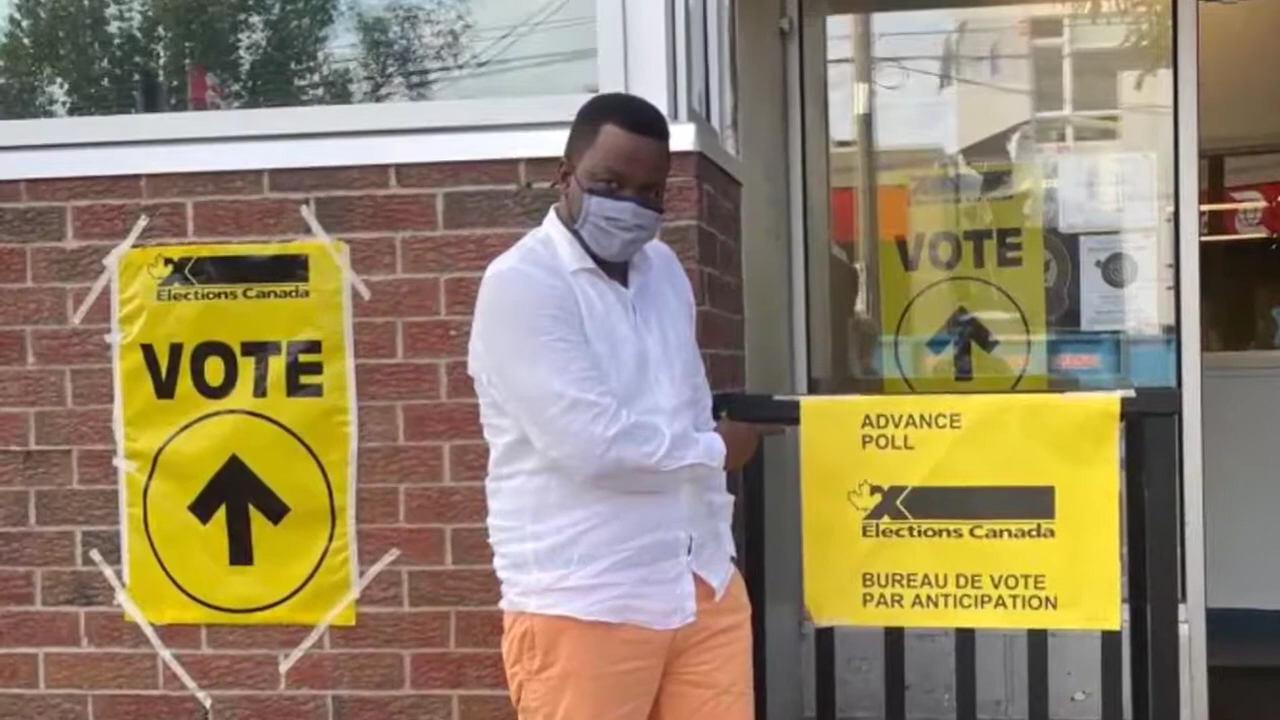 Elections Canada
VOTE
VOTE
ADVANCE
POLL
Elections Canada
BUREAU DE VOTE
PAR ANTICIPATION